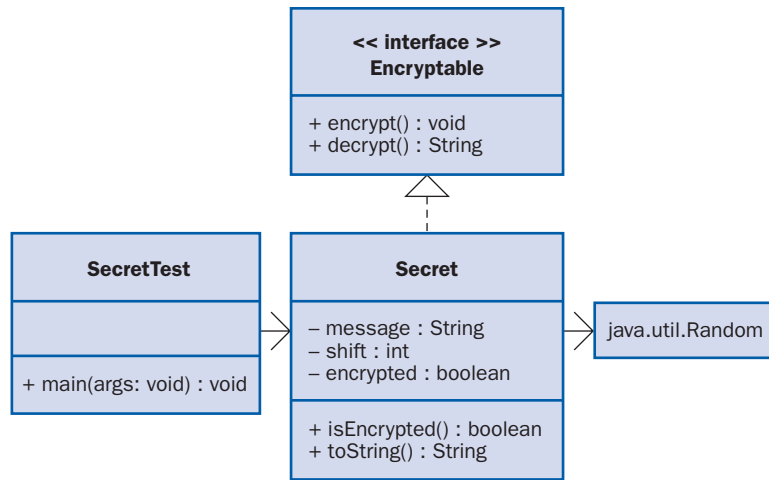 << interface >>
Encryptable
+ encrypt() : void
+ decrypt() : String
SecretTest
+ main(args: void) : void
Secret
– message : String
– shift : int
– encrypted : boolean
+ isEncrypted() : boolean
+ toString() : String
java.util.Random